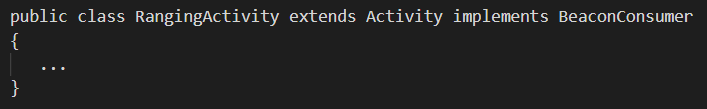 public class RangingActivity extends Activity implements BeaconConsumer
{
...
}